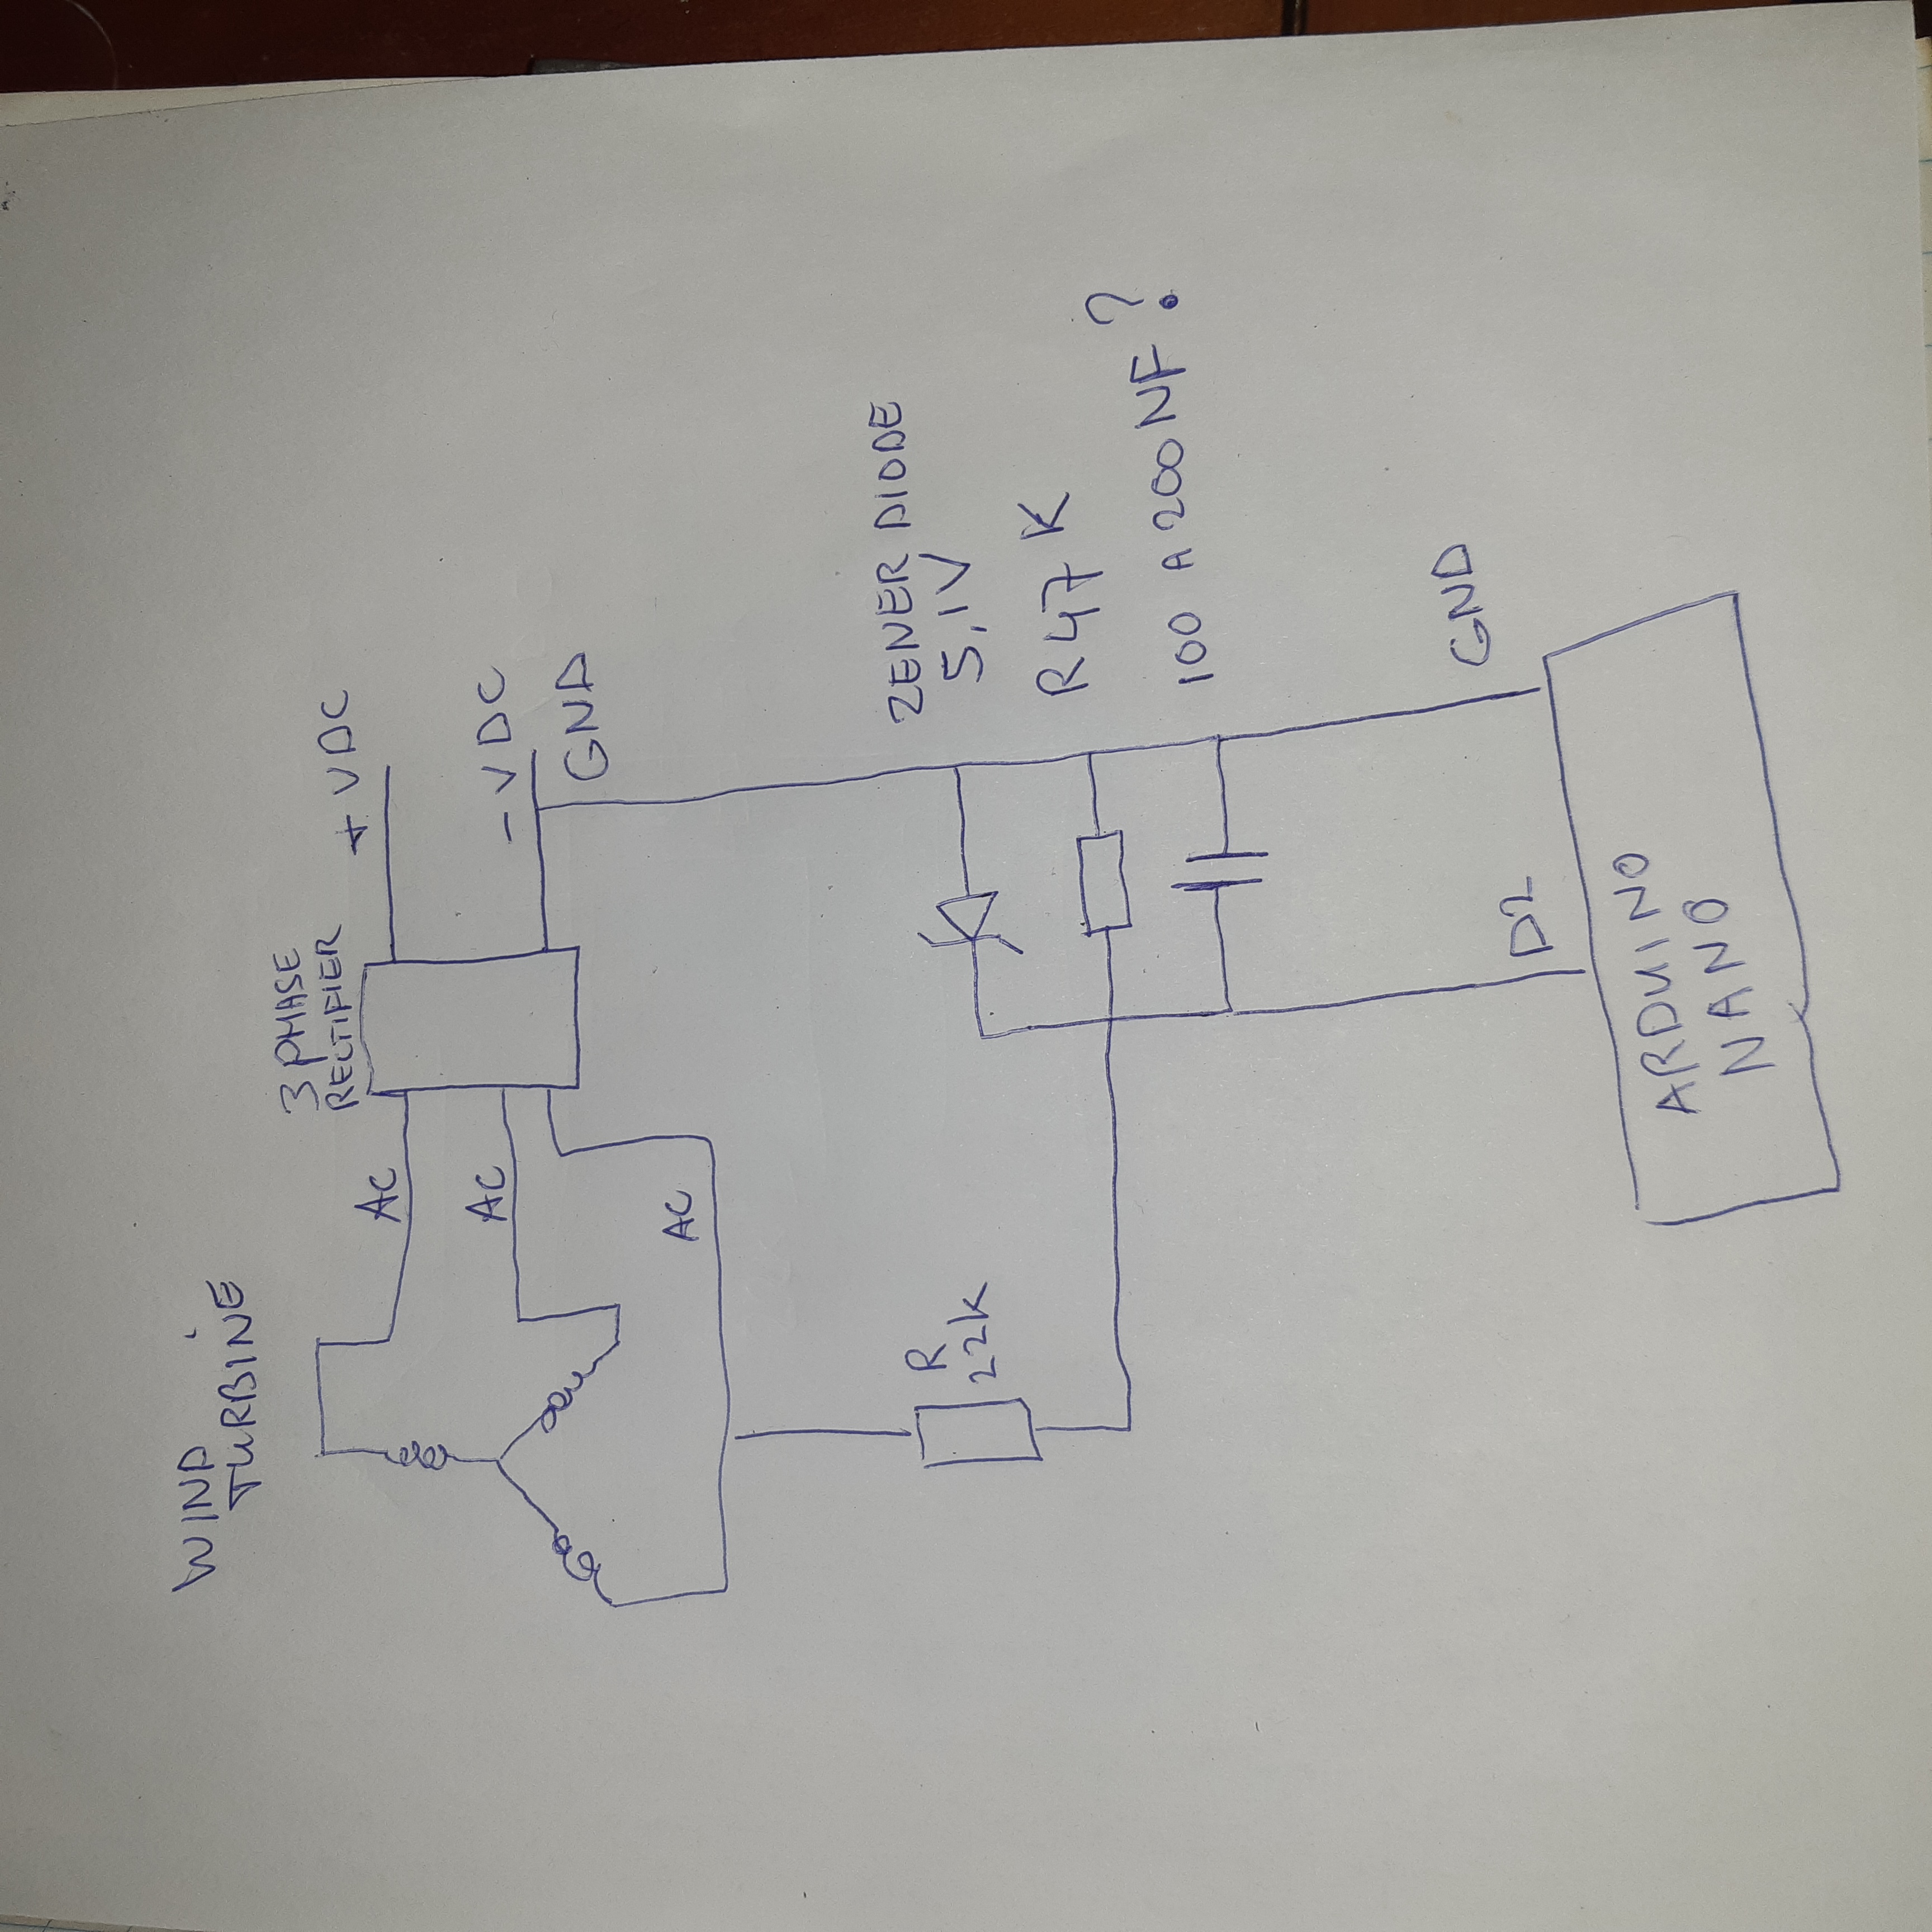 WIND
TURBINE
3 PHASE
RECTIFIER
AC
+ VDC
AC
- VDC
GND
AC
ZENER DIODE
5,1V
R
22K
R 47 K
100 A 200 NF ?
GND
D2
ARDUINO
NANO